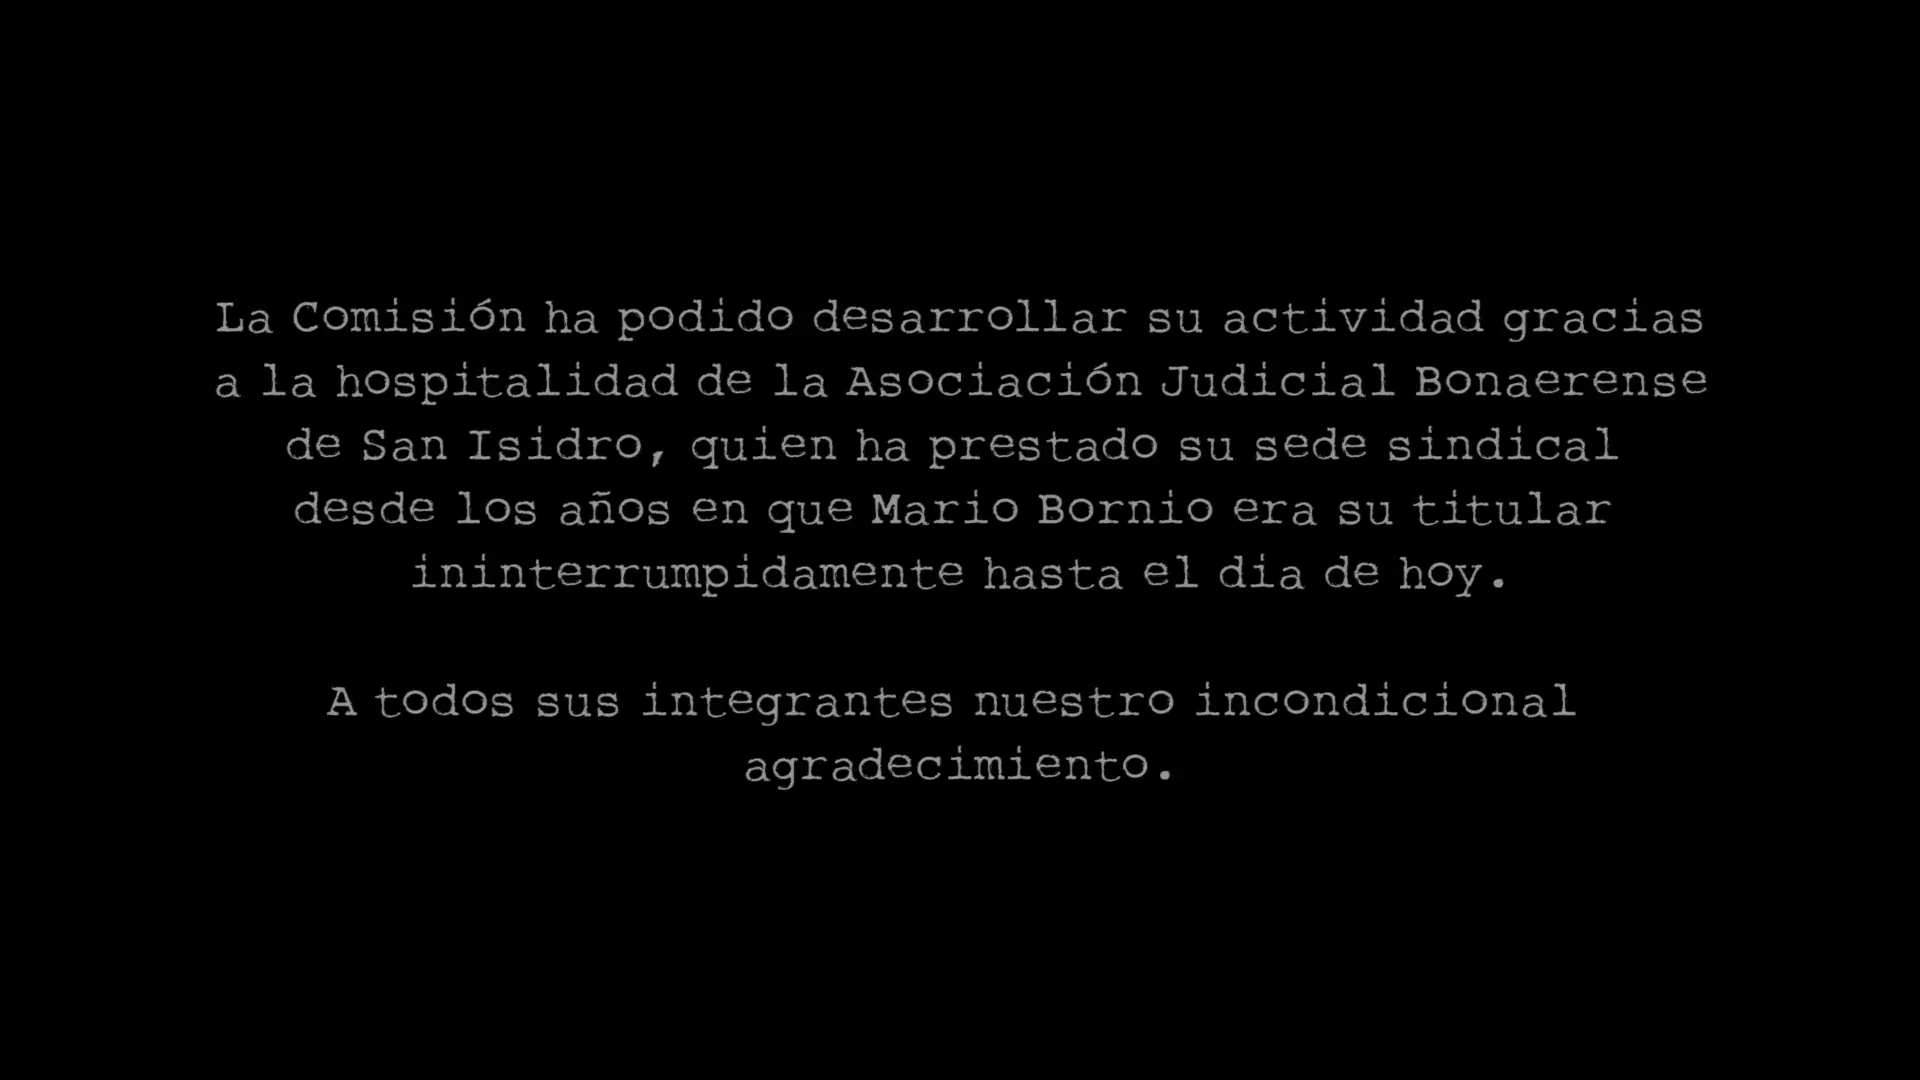 La Comisión ha podido desarrollar su actividad gracias
a la hospitalidad de la Asociación Judicial Bonaerense
de San Isidro, quien ha prestado su sede sindical
desde los años en que Mario Bornio era su titular
ininterrumpidamente hasta el dia de hoy.
A todos sus integrantes nuestro incondicional
agradecimiento.